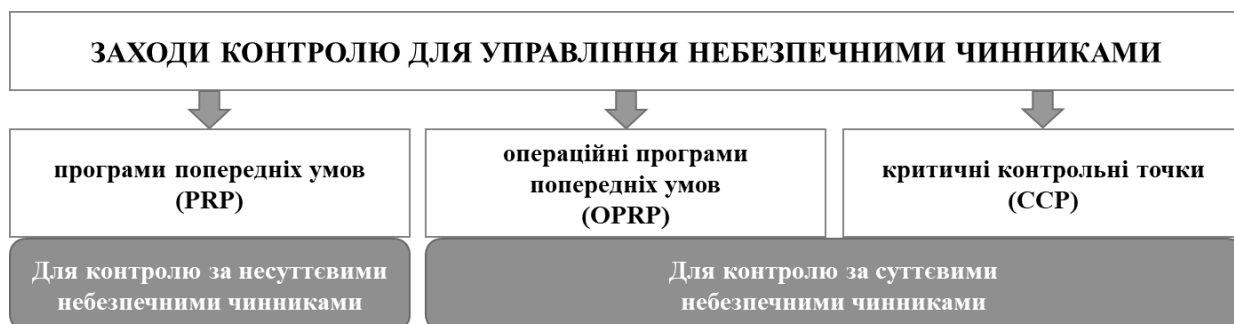 ЗАХОДИ КОНТРОЛЮ ДЛЯ УПРАВЛІННЯ НЕБЕЗПЕЧНИМИ ЧИННИКАМИ
програми попередніх умов
(PRP)
операційні програми
попередніх умов
(OPRP)
критичні контрольні точки
(CCP)
Для контролю за несуттєвими
небезпечними чинниками
Для контролю за суттєвими
небезпечними чинниками